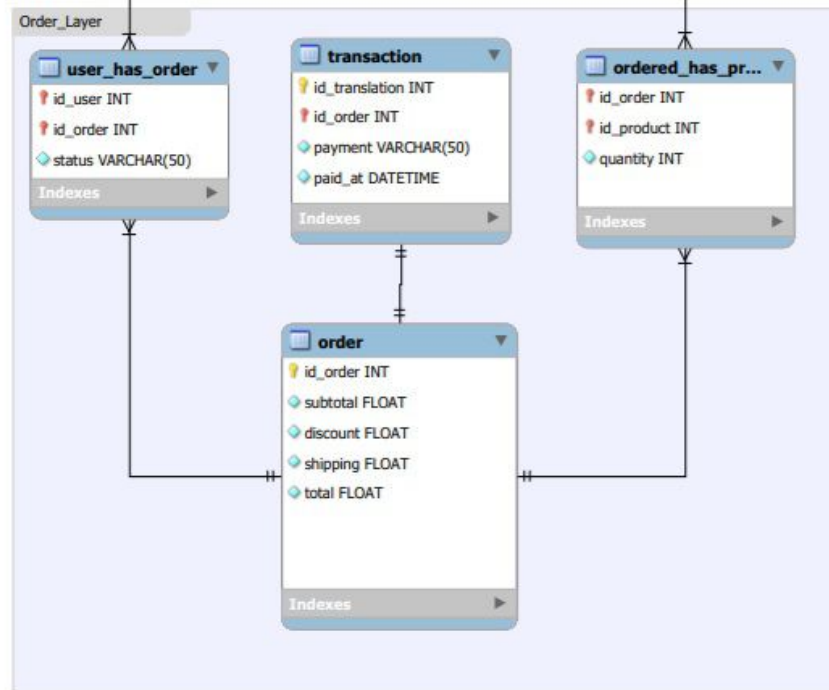 Order_Layer
user_has_order
id_user INT
id_order INT
status VARCHAR(50)
Indexes
transaction
id_translation INT
id_order INT
payment VARCHAR(50)
paid_at DATETIME
Indexes
ordered_has_pr...
id_order INT
id_product INT
quantity INT
Indexes
order
id_order INT
subtotal FLOAT
discount FLOAT
shipping FLOAT
total FLOAT
Indexes